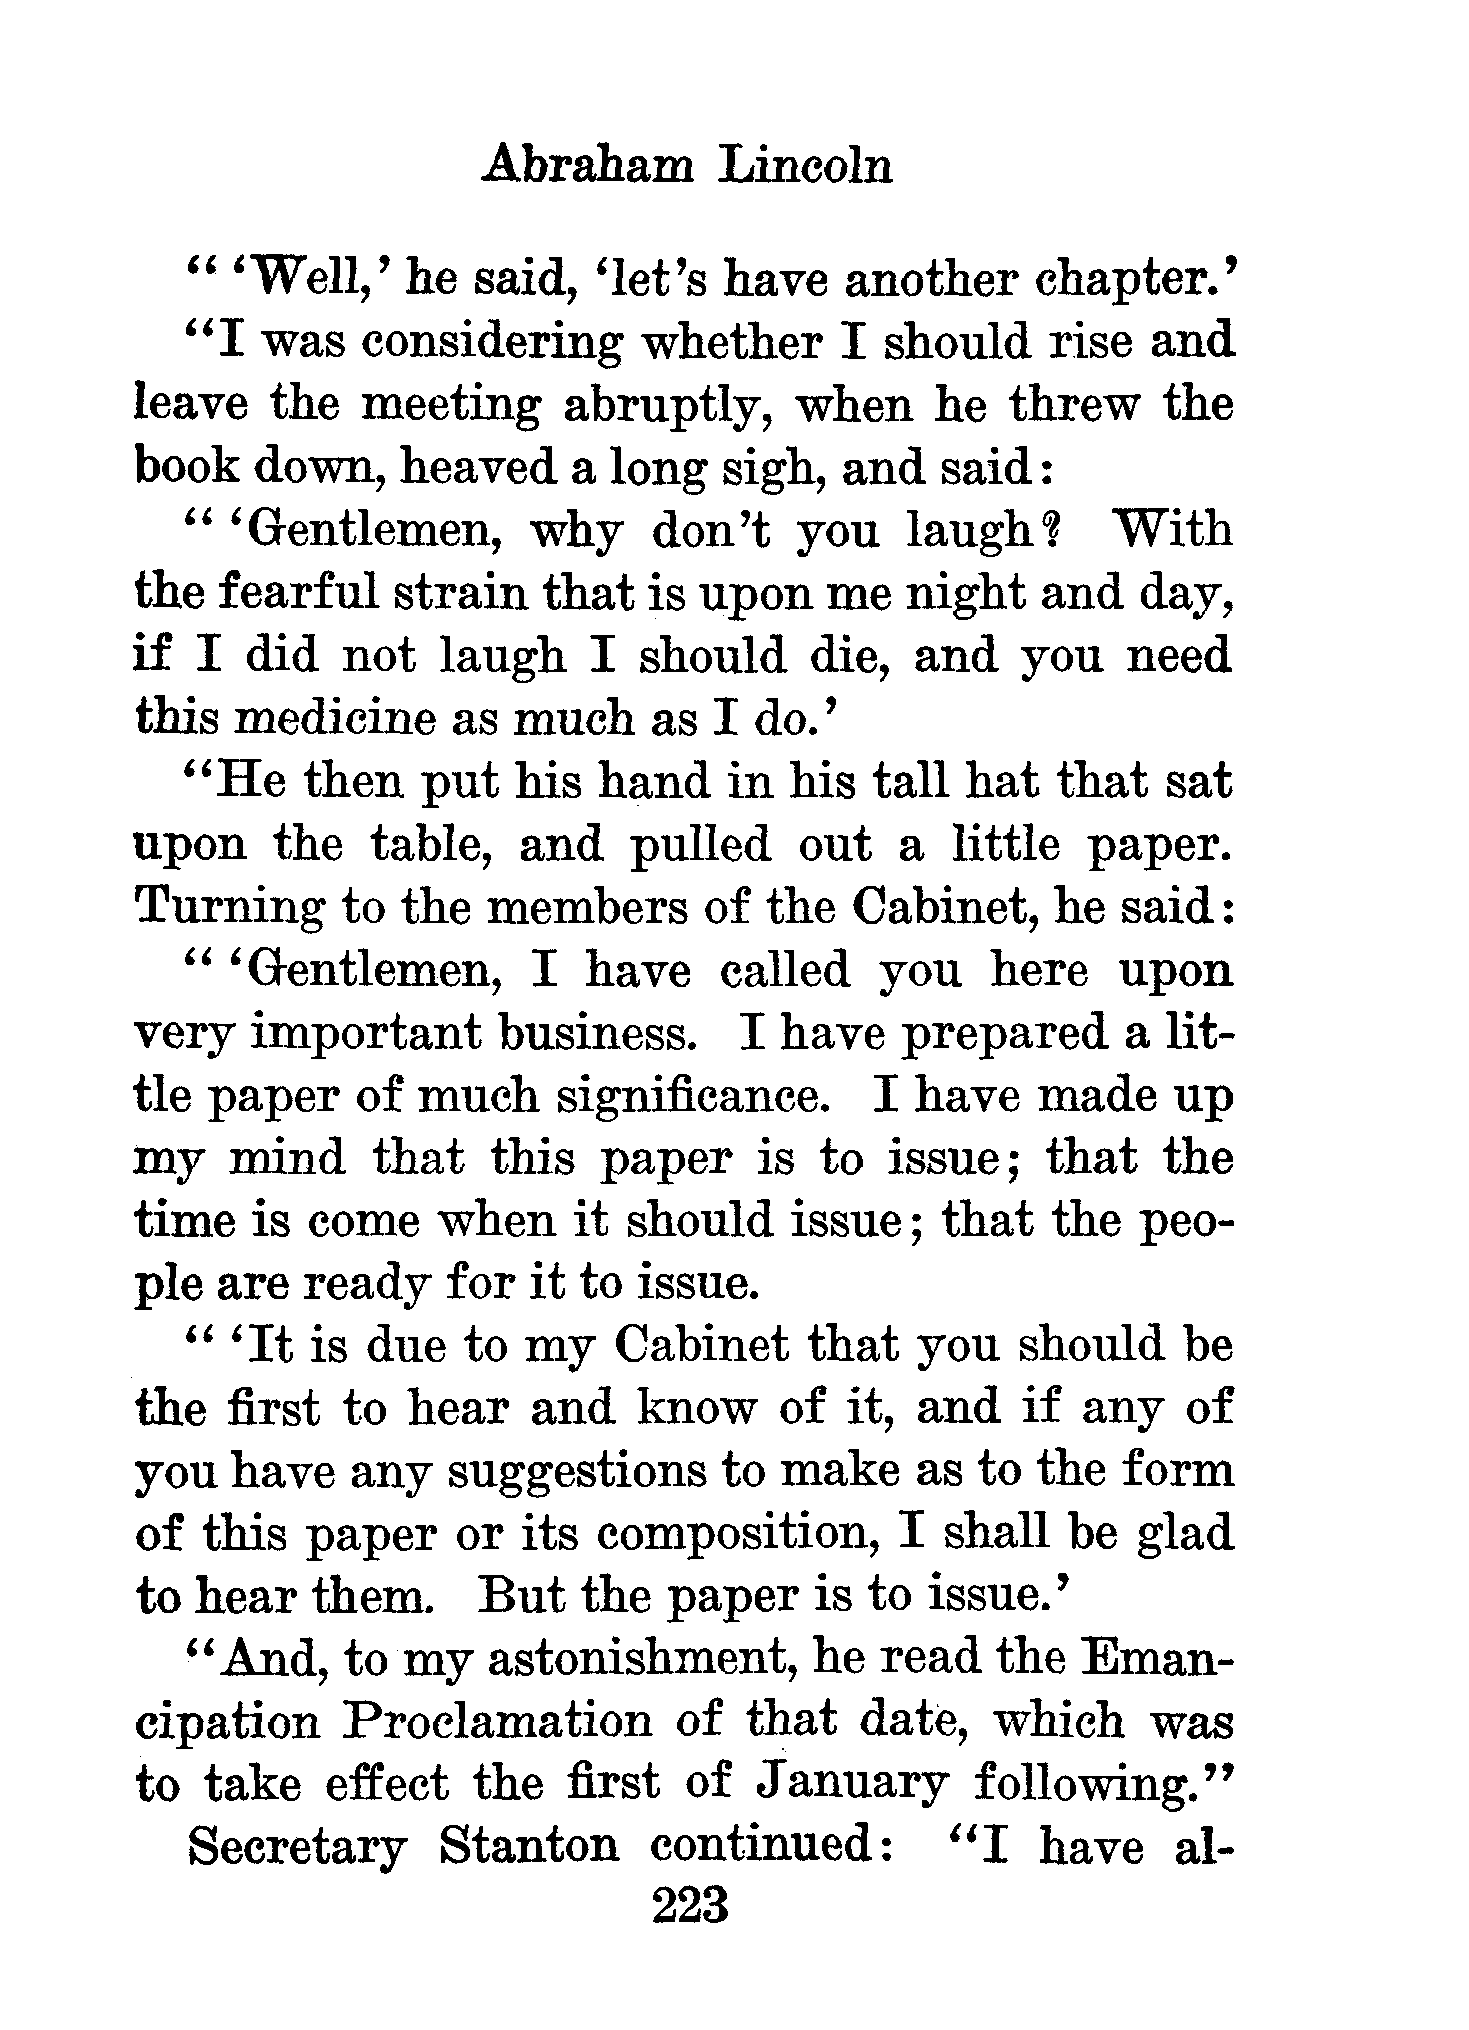 Abraham Lincoln
“ ‘Well,’ he said, ‘let’s have another chapter.’
“I was considering whether I should rise and
leave the meeting abruptly, when he threw the
book down, heaved a long sigh, and said:
“ ‘Gentlemen, why don’t you laugh? With
the fearful strain that is upon me night and day,
if I did not laugh I should die, and you need
this medicine as much as I do.’
“He then put his hand in his tall hat that sat
upon the table, and pulled out a little paper.
Turning to the members of the Cabinet, he said:
“ ‘Gentlemen, I have called you here upon
very important business. I have prepared a lit-
tle paper of much significance. I have made up
my mind that this paper is to issue; that the
time is come when it should issue; that the peo-
ple are ready for it to issue.
“ ‘It is due to my Cabinet that you should be
the first to hear and know of it, and if any of
you have any suggestions to make as to the form
of this paper or its composition, I shall be glad
to hear them. But the paper is to issue.’
“And, to my astonishment, he read the Eman-
cipation Proclamation of that date, which was
to take effect the first of January following.”
Secretary Stanton continued: “I have al-
223